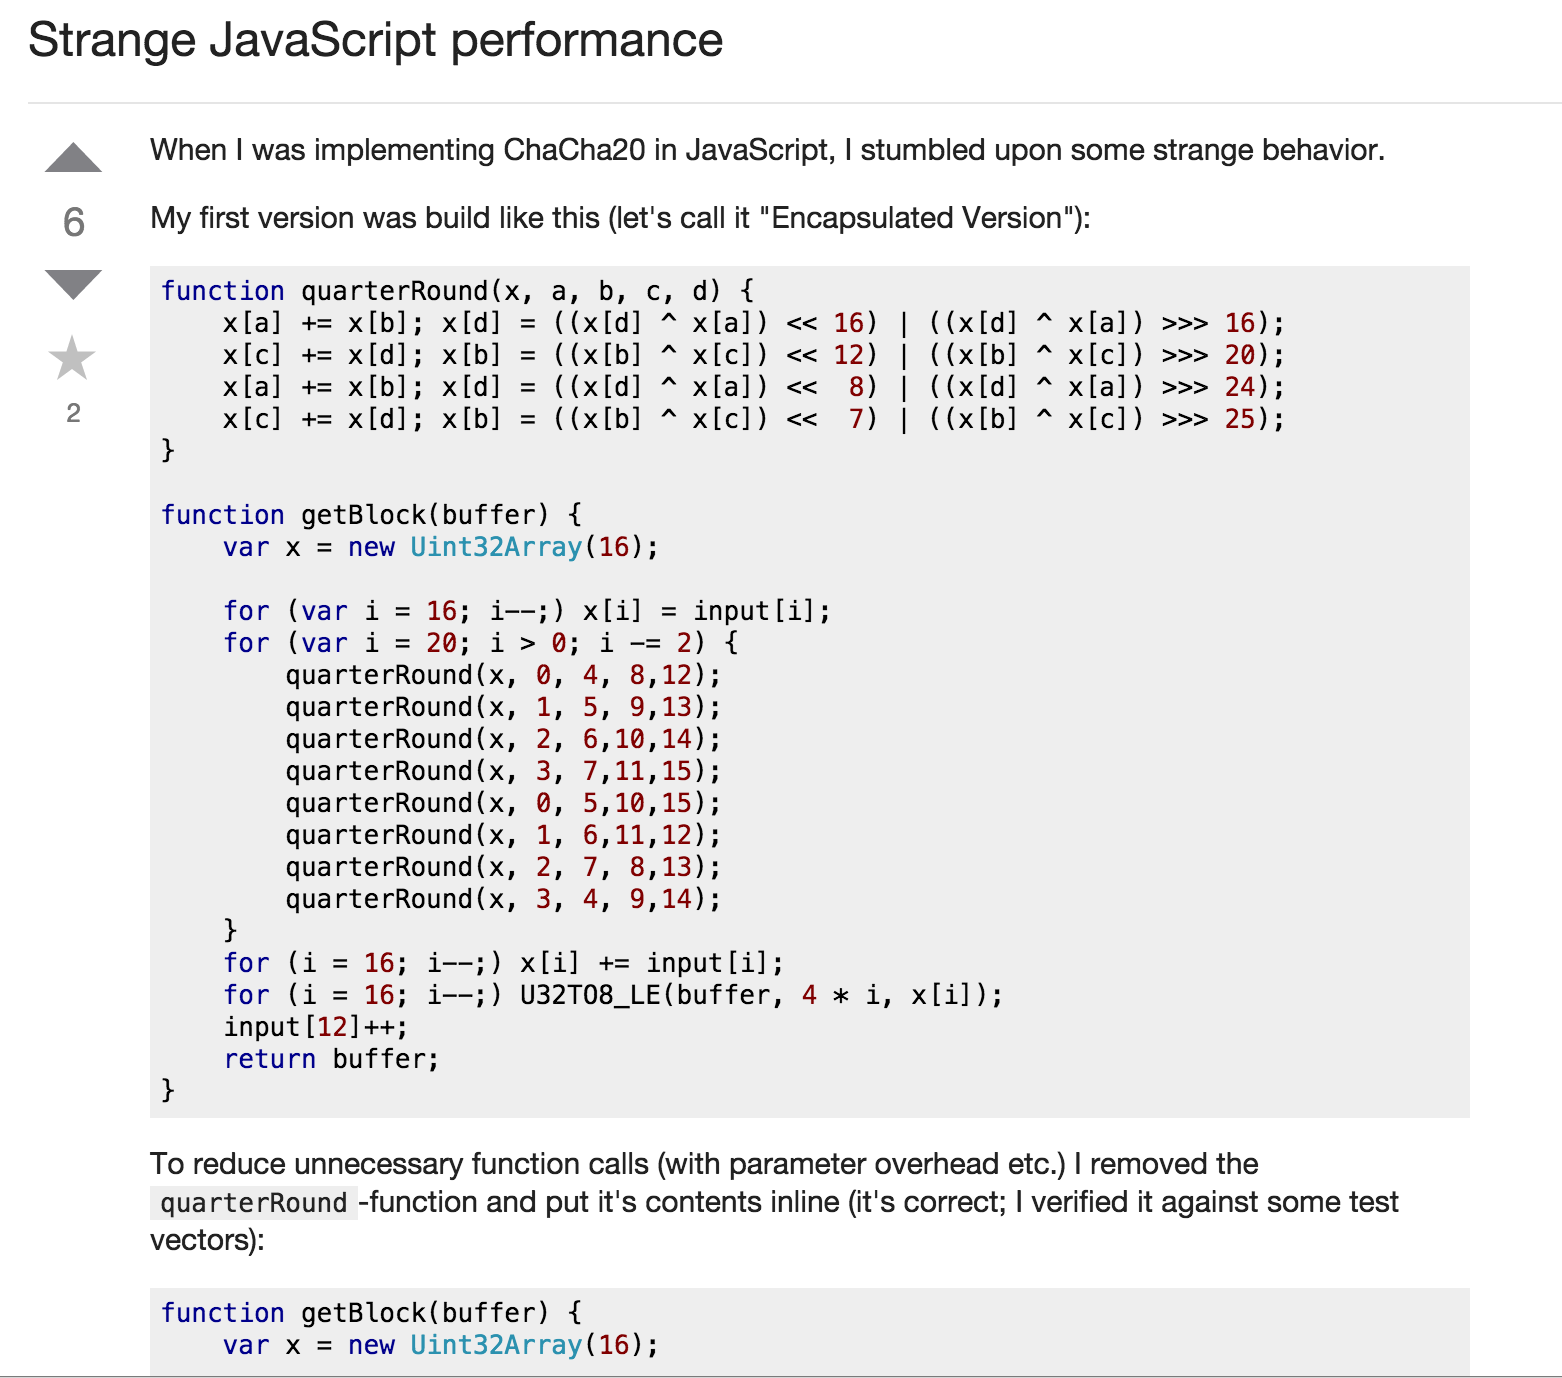 Strange JavaScript performance
When I was implementing ChaCha20 in JavaScript, I stumbled upon some strange behavior.
6
My first version was build like this (let's call it "Encapsulated Version"):
function quarterRound(x, a, b, c, d) {
    x[a] += x[b]; x[d] = ((x[d] ^ x[a]) << 16) | ((x[d] ^ x[a]) >>> 16);
    x[c] += x[d]; x[b] = ((x[b] ^ x[c]) << 12) | ((x[b] ^ x[c]) >>> 20);
    x[a] += x[b]; x[d] = ((x[d] ^ x[a]) <<  8) | ((x[d] ^ x[a]) >>> 24);
    x[c] += x[d]; x[b] = ((x[b] ^ x[c]) <<  7) | ((x[b] ^ x[c]) >>> 25);
2
}
function getBlock(buffer) {
    var x = new Uint32Array(16);
    for (var i = 16; i--;) x[i] = input[i];
    for (var i = 20; i > 0; i -= 2) {
        quarterRound(x, 0, 4, 8,12);
        quarterRound(x, 1, 5, 9,13);
        quarterRound(x, 2, 6,10,14);
        quarterRound(x, 3, 7,11,15);
        quarterRound(x, 0, 5,10,15);
        quarterRound(x, 1, 6,11,12);
        quarterRound(x, 2, 7, 8,13);
        quarterRound(x, 3, 4, 9,14);
    }
    for (i = 16; i--;) x[i] += input[i];
    for (i = 16; i--;) U32TO8_LE(buffer, 4 * i, x[i]);
    input[12]++;
    return buffer;
}
To reduce unnecessary function calls (with parameter overhead etc.) I removed the
quarterRound-function and put it's contents inline (it's correct; I verified it against some test
vectors):
function getBlock(buffer) {
    var x = new Uint32Array(16);